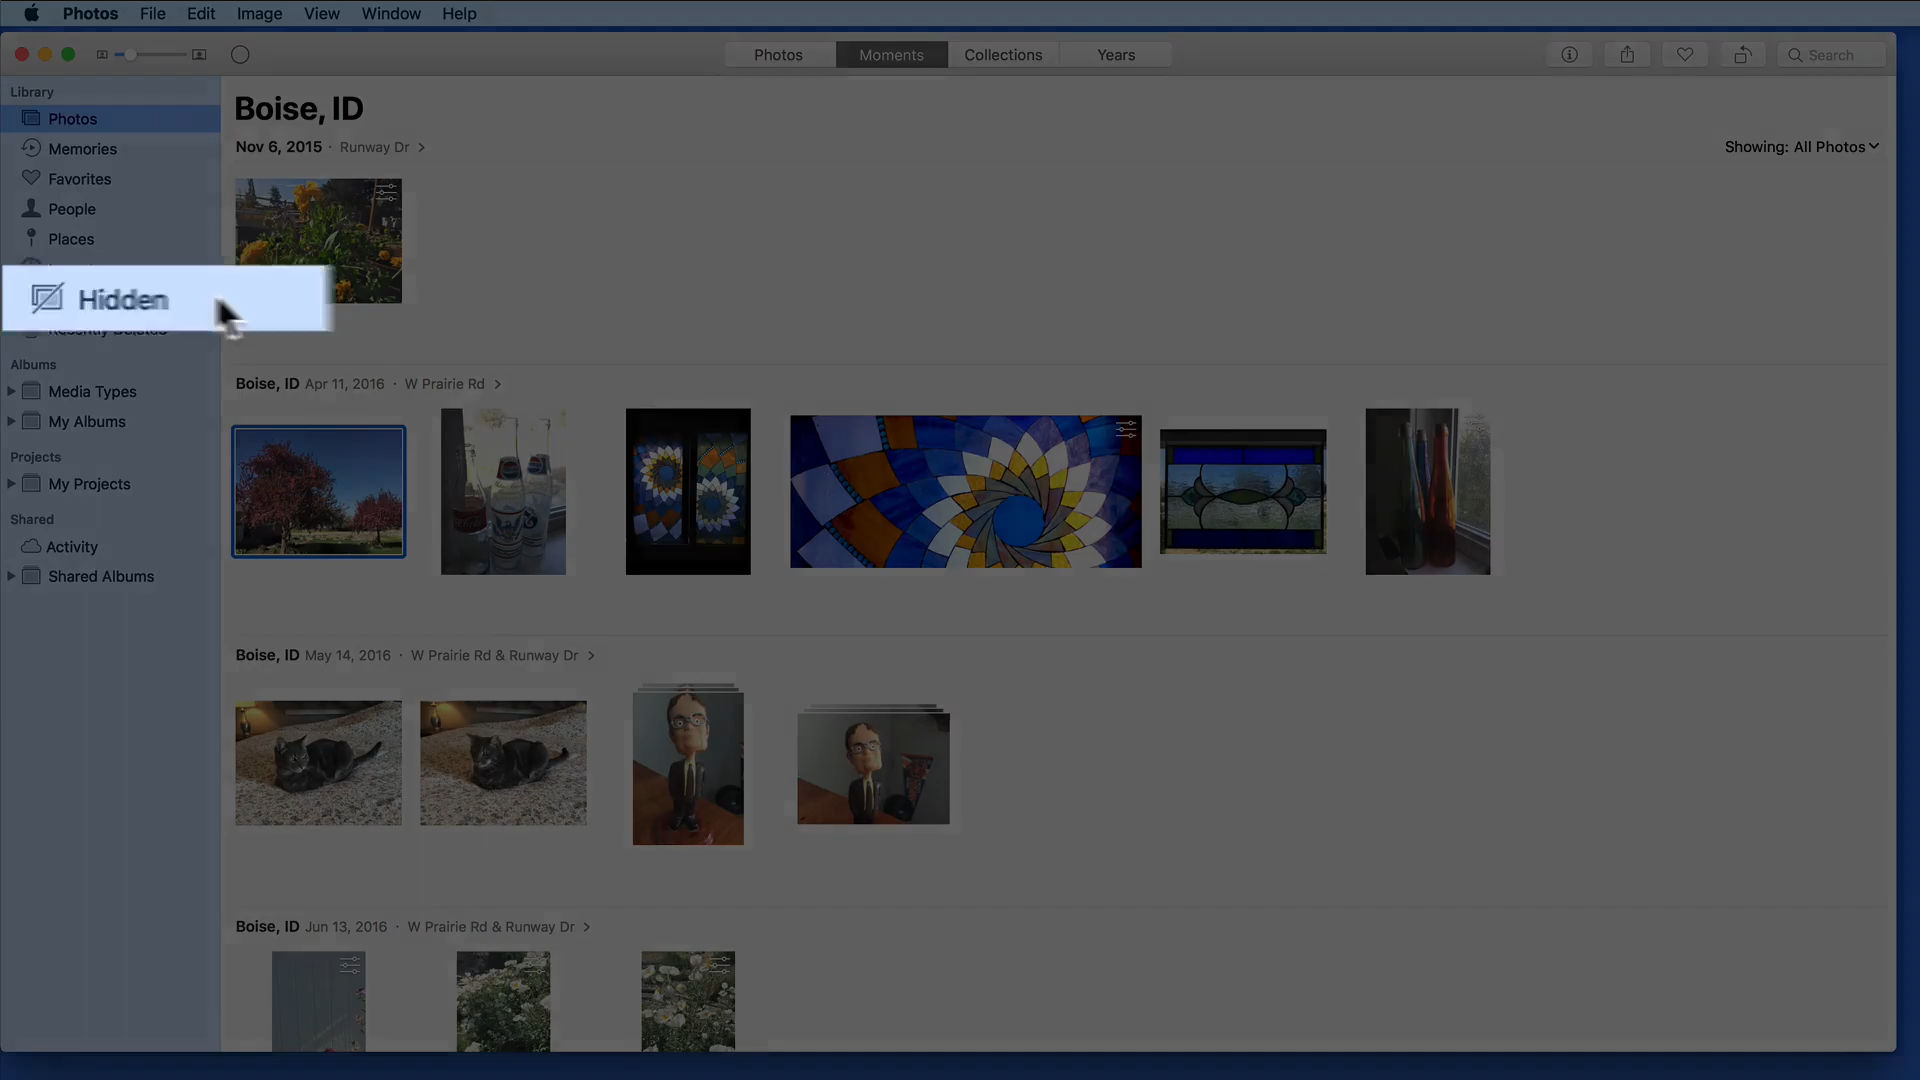 Photos File Edit Image View Window Help
Photos Moments Collections Years
Search
Library
Photos
Memories
Favorites
People
Places
Hidden
Recently Deleted
Albums
Media Types
My Albums
Projects
My Projects
Shared
Activity
Shared Albums
Boise, ID
Nov 6, 2015 · Runway Dr >
Showing: All Photos
Boise, ID Apr 11, 2016 · W Prairie Rd >
Boise, ID May 14, 2016 · W Prairie Rd & Runway Dr >
Boise, ID Jun 13, 2016 · W Prairie Rd & Runway Dr >